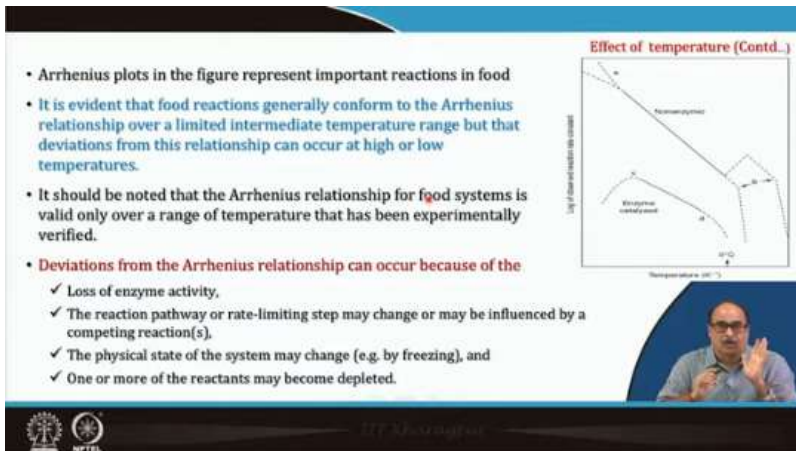 Effect of temperature (Contd...)
• Arrhenius plots in the figure represent important reactions in food
• It is evident that food reactions generally conform to the Arrhenius
relationship over a limited intermediate temperature range but that
deviations from this relationship can occur at high or low
temperatures.
• It should be noted that the Arrhenius relationship for food systems is
valid only over a range of temperature that has been experimentally
verified.
• Deviations from the Arrhenius relationship can occur because of the
✓ Loss of enzyme activity,
✓ The reaction pathway or rate-limiting step may change or may be influenced by a
competing reaction(s),
✓ The physical state of the system may change (e.g. by freezing), and
✓ One or more of the reactants may become depleted.
Log of observed reaction rate constant
Nonenzymic
Enzyme
catalyzed
0°C
Temperature (K⁻¹)
IIT Kharagpur
NPTEL